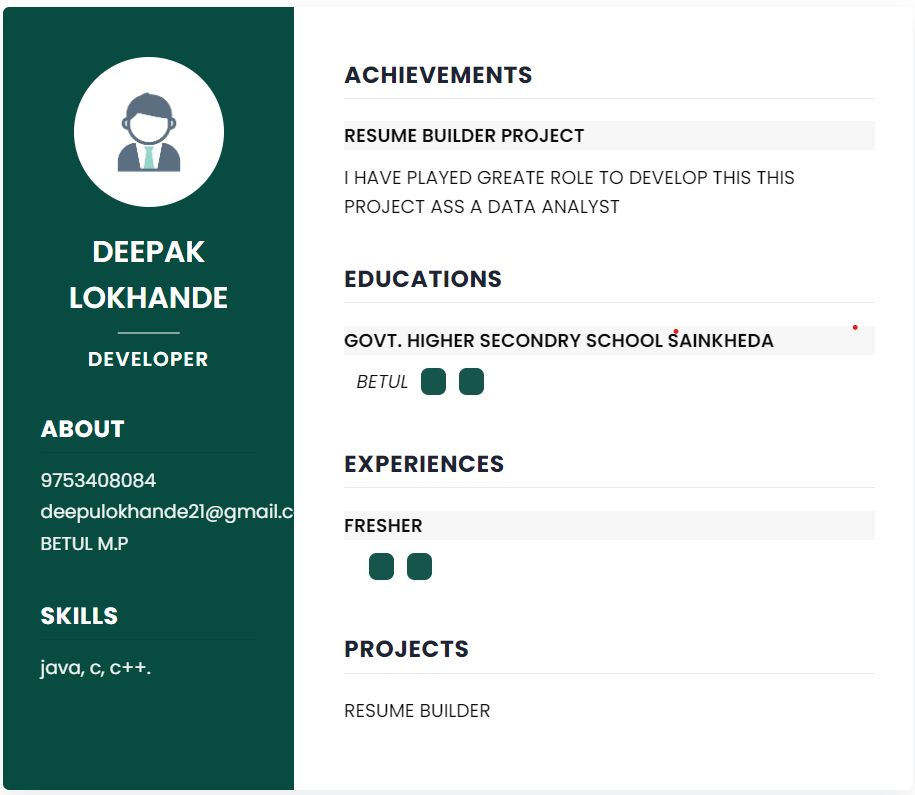 DEEPAK
LOKHANDE
DEVELOPER
ABOUT
9753408084
deepulokhande21@gmail.c
BETUL M.P
SKILLS
java, c, c++.
ACHIEVEMENTS
RESUME BUILDER PROJECT
I HAVE PLAYED GREATE ROLE TO DEVELOP THIS THIS
PROJECT ASS A DATA ANALYST
EDUCATIONS
GOVT. HIGHER SECONDRY SCHOOL SAINKHEDA
BETUL
EXPERIENCES
FRESHER
PROJECTS
RESUME BUILDER